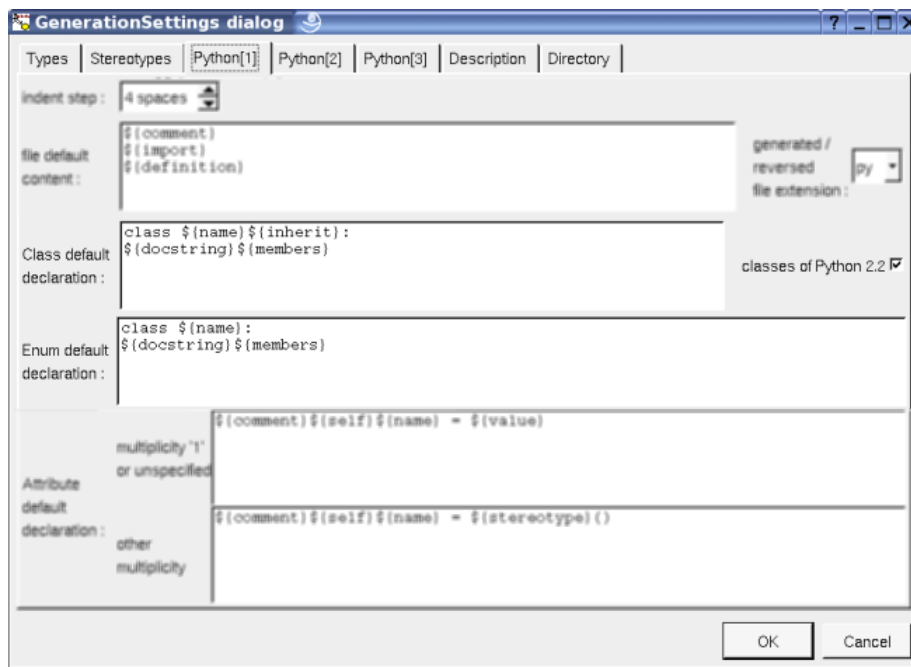 GenerationSettings dialog
Types Stereotypes Python[1] Python[2] Python[3] Description Directory
indent step : 4 spaces
file default
content :
${comment}
${import}
${definition}
generated /
reversed
file extension :
py
Class default
declaration :
class ${name}${inherit}:
${docstring}${members}
classes of Python 2.2
Enum default
declaration :
class ${name}:
${docstring}${members}
Attribute
default
declaration :
multiplicity '1'
or unspecified
${comment}${self}${name} = ${value}
other
multiplicity
${comment}${self}${name} = ${stereotype}()
OK Cancel